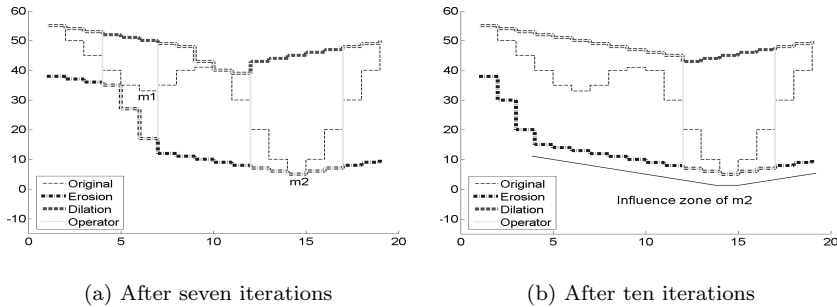 60
50
40
30
20
10
0
-10
0 5 10 15 20
m1
m2
Original
Erosion
Dilation
Operator
(a) After seven iterations
60
50
40
30
20
10
0
-10
0 5 10 15 20
Influence zone of m2
Original
Erosion
Dilation
Operator
(b) After ten iterations